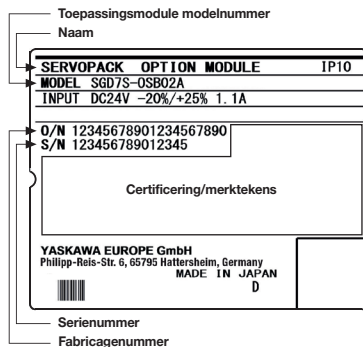 Toepassingsmodule modelnummer
Naam
SERVOPACK OPTION MODULE IP10
MODEL SGD7S-OSB02A
INPUT DC24V -20%/+25% 1.1A
O/N 12345678901234567890
S/N 123456789012345
Certificering/merktekens
YASKAWA EUROPE GmbH
Philipp-Reis-Str. 6, 65795 Hattersheim, Germany
MADE IN JAPAN
D
Serienummer
Fabricagenummer